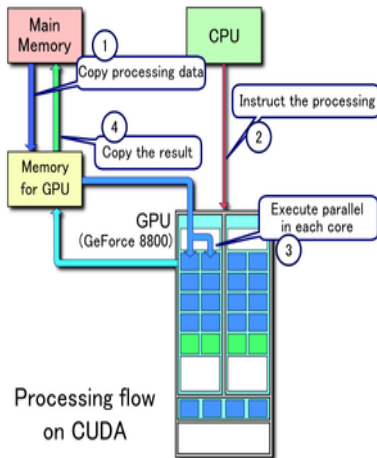 Main
Memory
1
Copy processing data
CPU
Instruct the processing
2
4
Copy the result
Memory
for GPU
GPU
(GeForce 8800)
Execute parallel
in each core
3
Processing flow
on CUDA